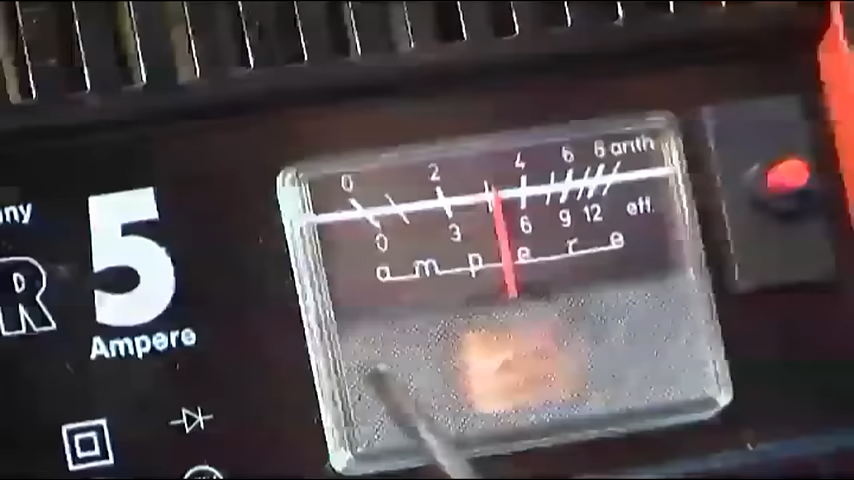 0 2 4 6 8 arith
0 3 6 9 12 eff.
ampere
ny
R
5
Ampere